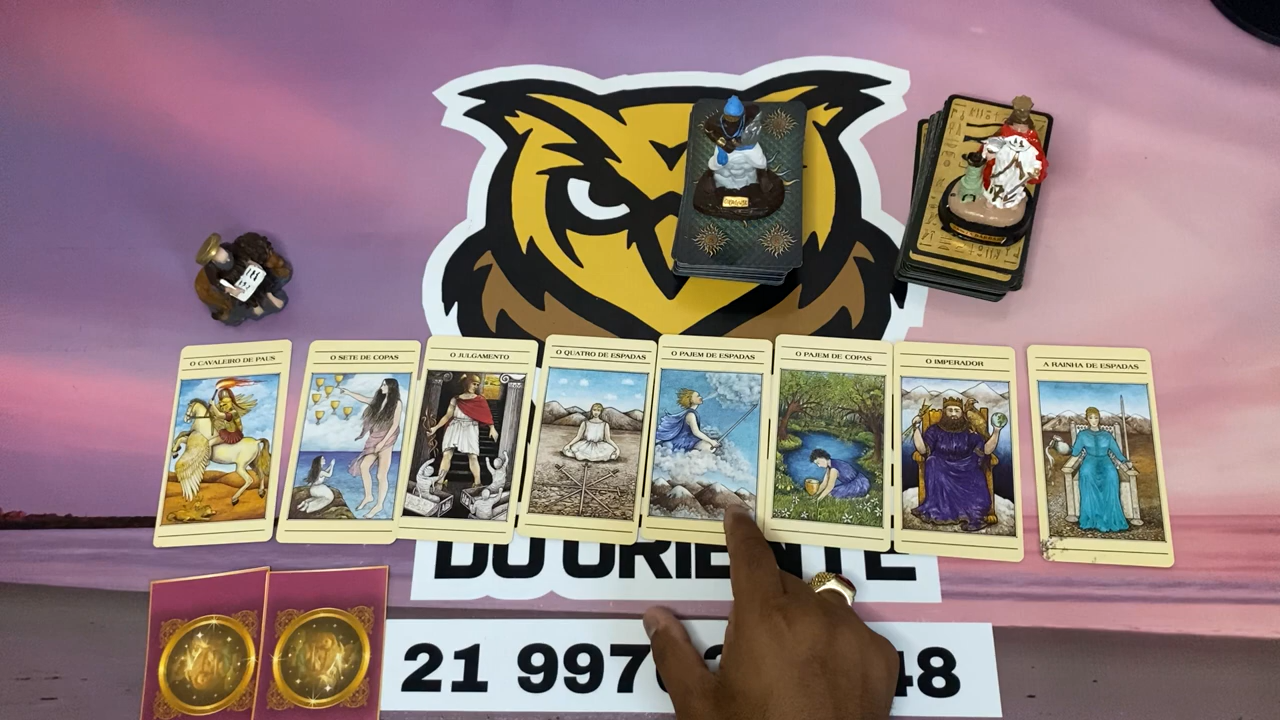 O CAVALEIRO DE PAUS
O SETE DE COPAS
O JULGAMENTO
O QUATRO DE ESPADAS
O PAJEM DE ESPADAS
O PAJEM DE COPAS
O IMPERADOR
A RAINHA DE ESPADAS
DO ORIENTE
21 997 48